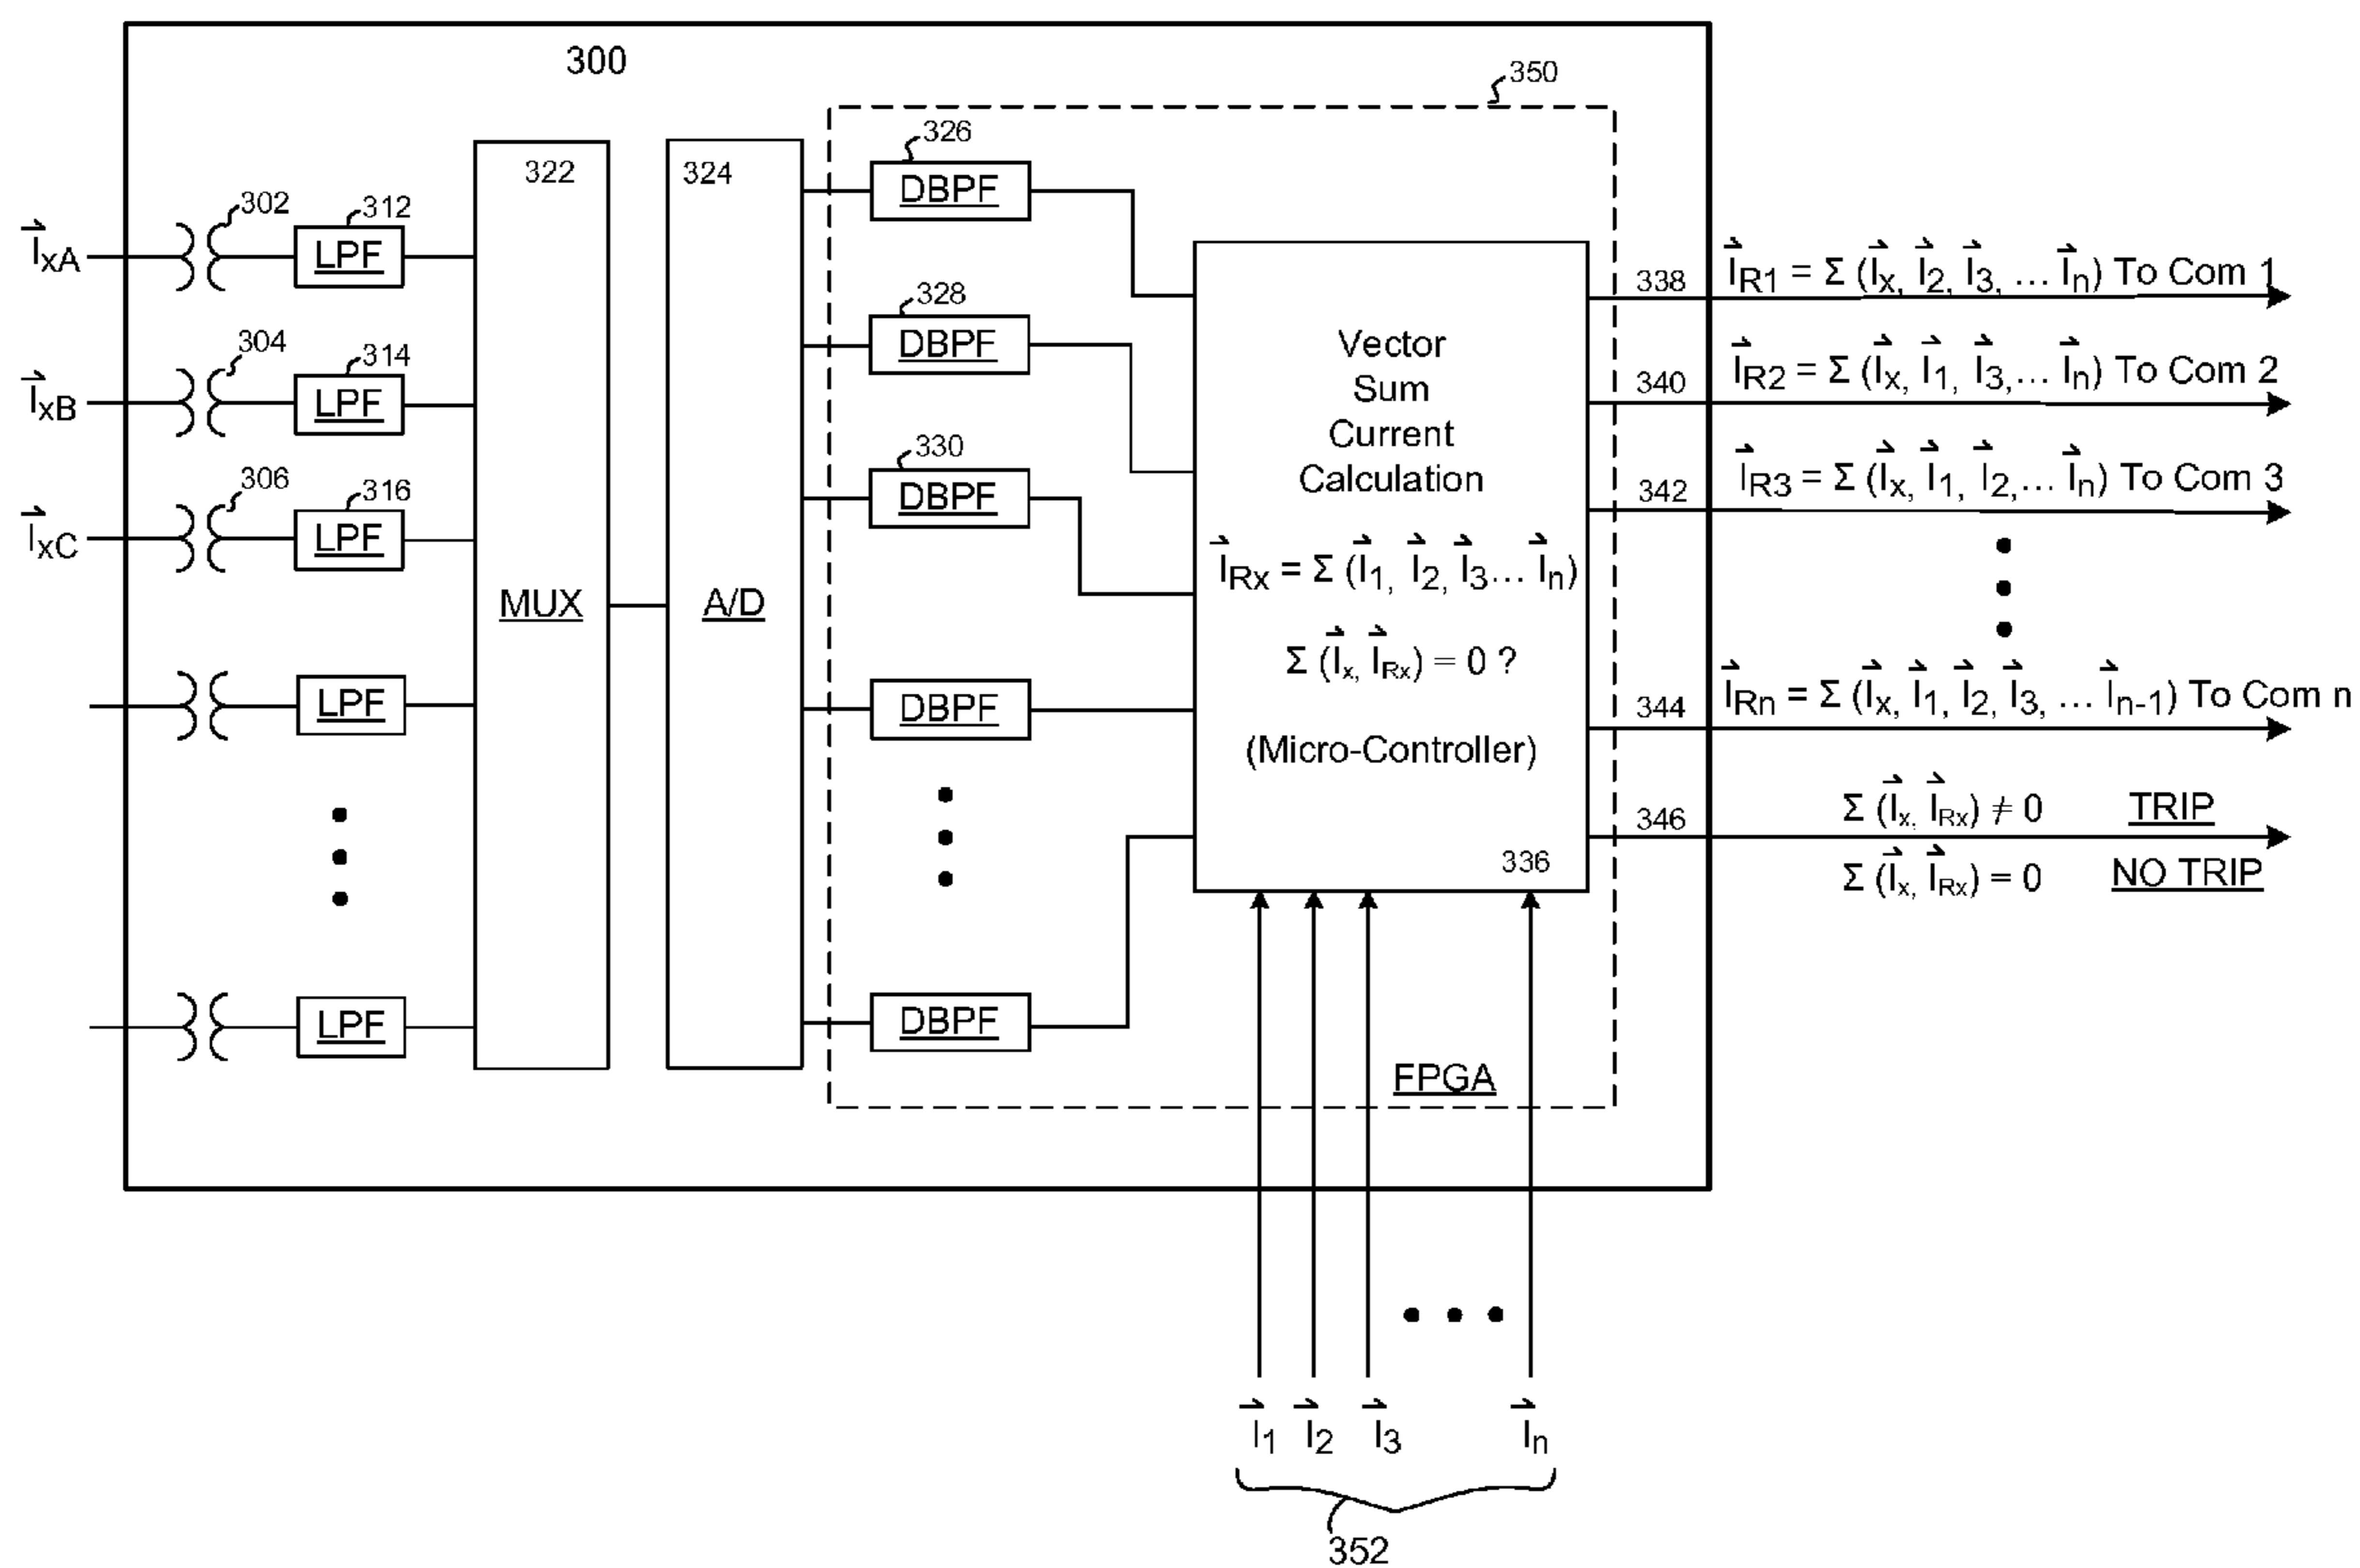 300
350
326
DBPF
302
312
I⃗xA
LPF
322
324
304
314
I⃗xB
LPF
328
DBPF
306
316
I⃗xC
LPF
330
DBPF
MUX
A/D
LPF
DBPF
LPF
DBPF
Vector
Sum
Current
Calculation
I⃗Rx = Σ (I⃗1, I⃗2, I⃗3... I⃗n)
Σ (I⃗x, I⃗Rx) = 0 ?
(Micro-Controller)
336
FPGA
338
I⃗R1 = Σ (I⃗x, I⃗2, I⃗3, ... I⃗n) To Com 1
340
I⃗R2 = Σ (I⃗x, I⃗1, I⃗3,... I⃗n) To Com 2
342
I⃗R3 = Σ (I⃗x, I⃗1, I⃗2,... I⃗n) To Com 3
344
I⃗Rn = Σ (I⃗x, I⃗1, I⃗2, I⃗3, ... I⃗n-1) To Com n
346
Σ (I⃗x, I⃗Rx) ≠ 0 TRIP
Σ (I⃗x, I⃗Rx) = 0 NO TRIP
I⃗1 I⃗2 I⃗3 I⃗n
352